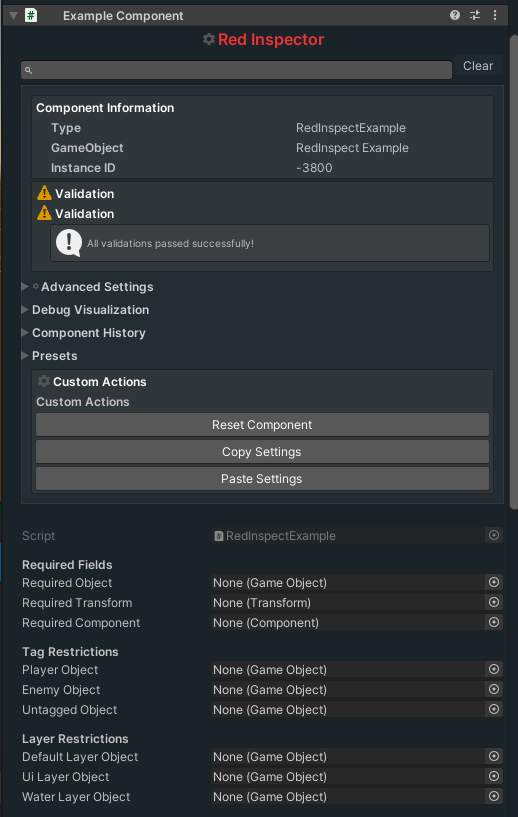 Example Component
Red Inspector
Clear
Component Information
Type RedInspectExample
GameObject RedInspect Example
Instance ID -3800
Validation
Validation
All validations passed successfully!
Advanced Settings
Debug Visualization
Component History
Presets
Custom Actions
Custom Actions
Reset Component
Copy Settings
Paste Settings
Script # RedInspectExample
Required Fields
Required Object None (Game Object)
Required Transform None (Transform)
Required Component None (Component)
Tag Restrictions
Player Object None (Game Object)
Enemy Object None (Game Object)
Untagged Object None (Game Object)
Layer Restrictions
Default Layer Object None (Game Object)
Ui Layer Object None (Game Object)
Water Layer Object None (Game Object)